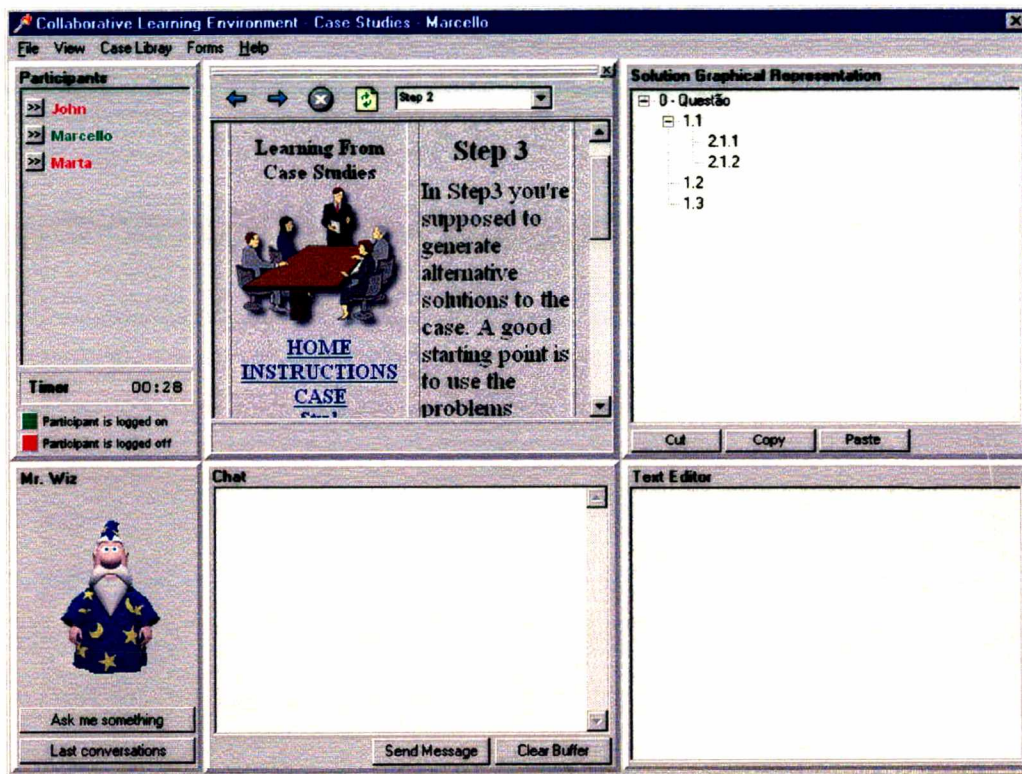 Collaborative Learning Environment - Case Studies - Marcello
File View Case Libray Forms Help
Participants
>> John
>> Marcello
>> Marta
Timer 00:28
Participant is logged on
Participant is logged off
Step 2
Learning From
Case Studies
HOME
INSTRUCTIONS
CASE
Step1
Step 3
In Step3 you're
supposed to
generate
alternative
solutions to the
case. A good
starting point is
to use the
problems
Solution Graphical Representation
0 - Questão
1.1
2.1.1
2.1.2
1.2
1.3
Cut Copy Paste
Mr. Wiz
Ask me something
Last conversations
Chat
Send Message Clear Buffer
Text Editor